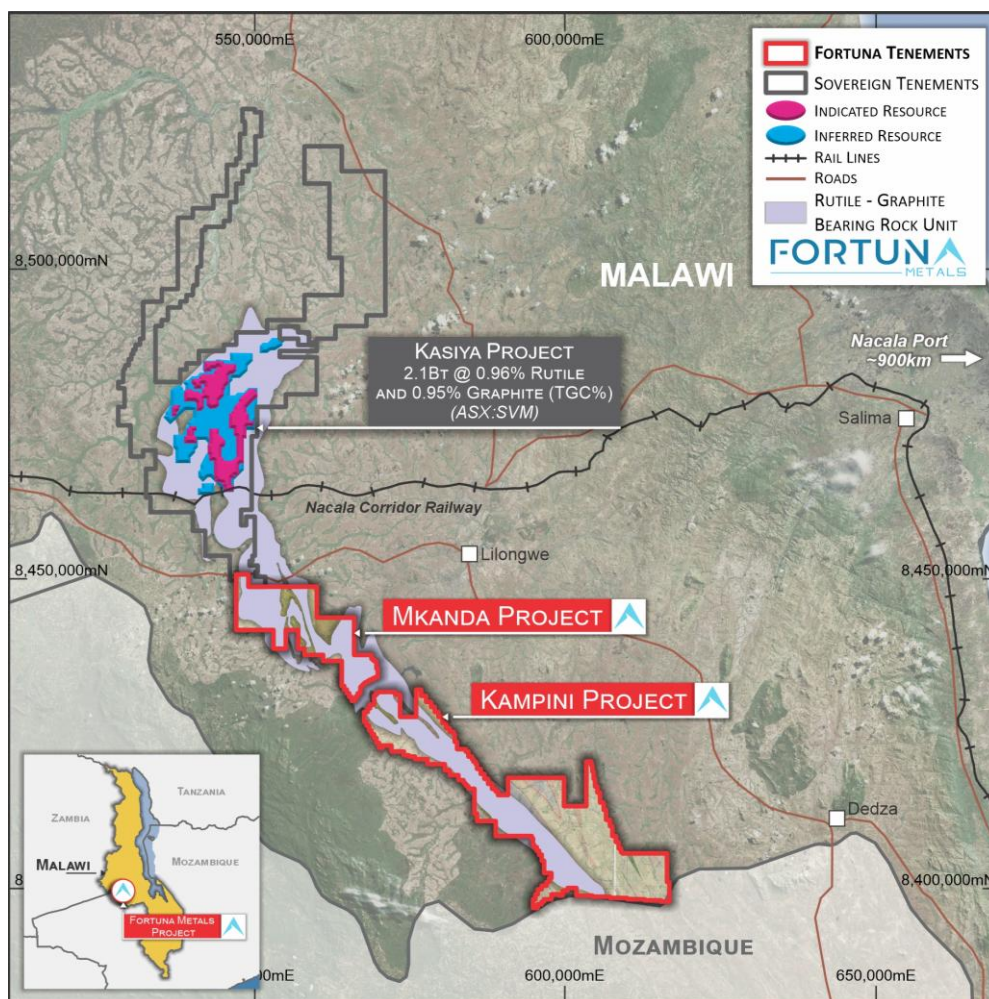 550,000mE
600,000mE
FORTUNA TENEMENTS
SOVEREIGN TENEMENTS
INDICATED RESOURCE
INFERRED RESOURCE
RAIL LINES
ROADS
RUTILE - GRAPHITE
BEARING ROCK UNIT
FORTUNA
METALS
8,500,000mN
MALAWI
Nacala Port
~900km
KASIYA PROJECT
2.1BT @ 0.96% RUTILE
AND 0.95% GRAPHITE (TGC%)
(ASX:SVM)
Salima
Nacala Corridor Railway
Lilongwe
8,450,000mN
8,450,000mN
MKANDA PROJECT
KAMPINI PROJECT
TANZANIA
ZAMBIA
MOZAMBIQUE
MALAWI
FORTUNA METALS
PROJECT
Dedza
8,400,000mN
MOZAMBIQUE
600,000mE
650,000mE